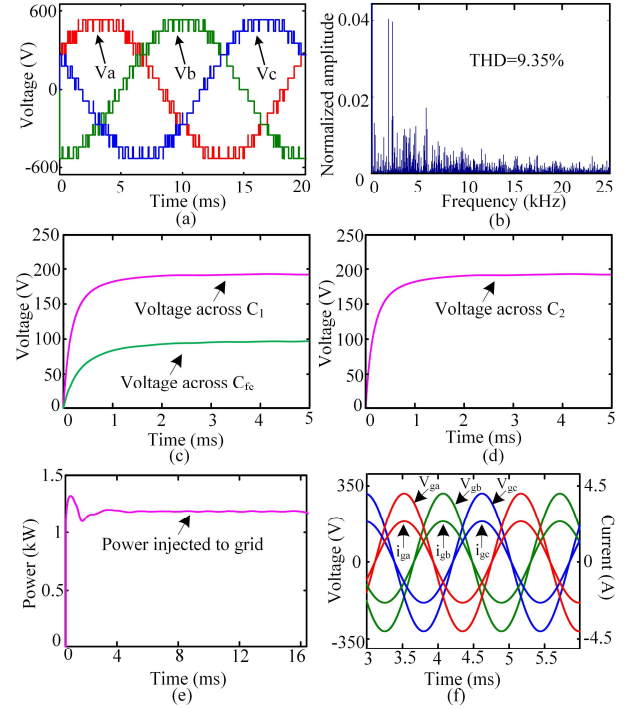 600
0
-600
Voltage (V)
Va
Vb
Vc
0
5
10
15
20
Time (ms)
(a)
0.04
0.02
0
Normalized amplitude
THD=9.35%
0
5
10
15
20
25
Frequency (kHz)
(b)
250
200
150
100
50
0
Voltage (V)
Voltage across C1
Voltage across Cfe
0
1
2
3
4
5
Time (ms)
(c)
250
200
150
100
50
0
Voltage (V)
Voltage across C2
0
1
2
3
4
5
Time (ms)
(d)
1.5
1
0.5
0
Power (kW)
Power injected to grid
0
4
8
12
16
Time (ms)
(e)
350
0
-350
Voltage (V)
Vga
Vgb
Vgc
iga
igb
igc
4.5
2
0
-4.5
Current (A)
3
3.5
4
4.5
5
5.5
Time (ms)
(f)